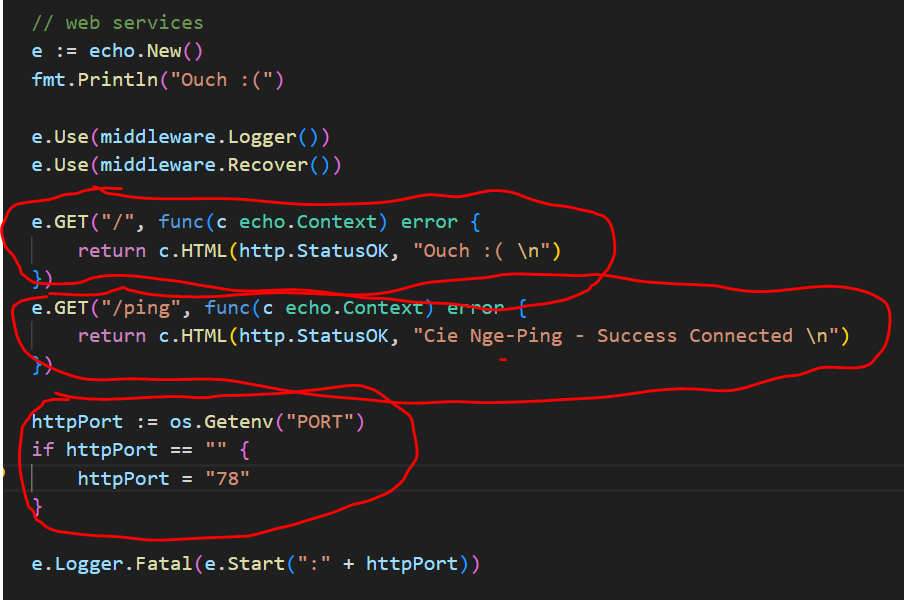 // web services
e := echo.New()
fmt.Println("Ouch :(")
e.Use(middleware.Logger())
e.Use(middleware.Recover())
e.GET("/", func(c echo.Context) error {
return c.HTML(http.StatusOK, "Ouch :( \n")
})
e.GET("/ping", func(c echo.Context) error {
return c.HTML(http.StatusOK, "Cie Nge-Ping - Success Connected \n")
})
httpPort := os.Getenv("PORT")
if httpPort == "" {
httpPort = "78"
}
e.Logger.Fatal(e.Start(":" + httpPort))